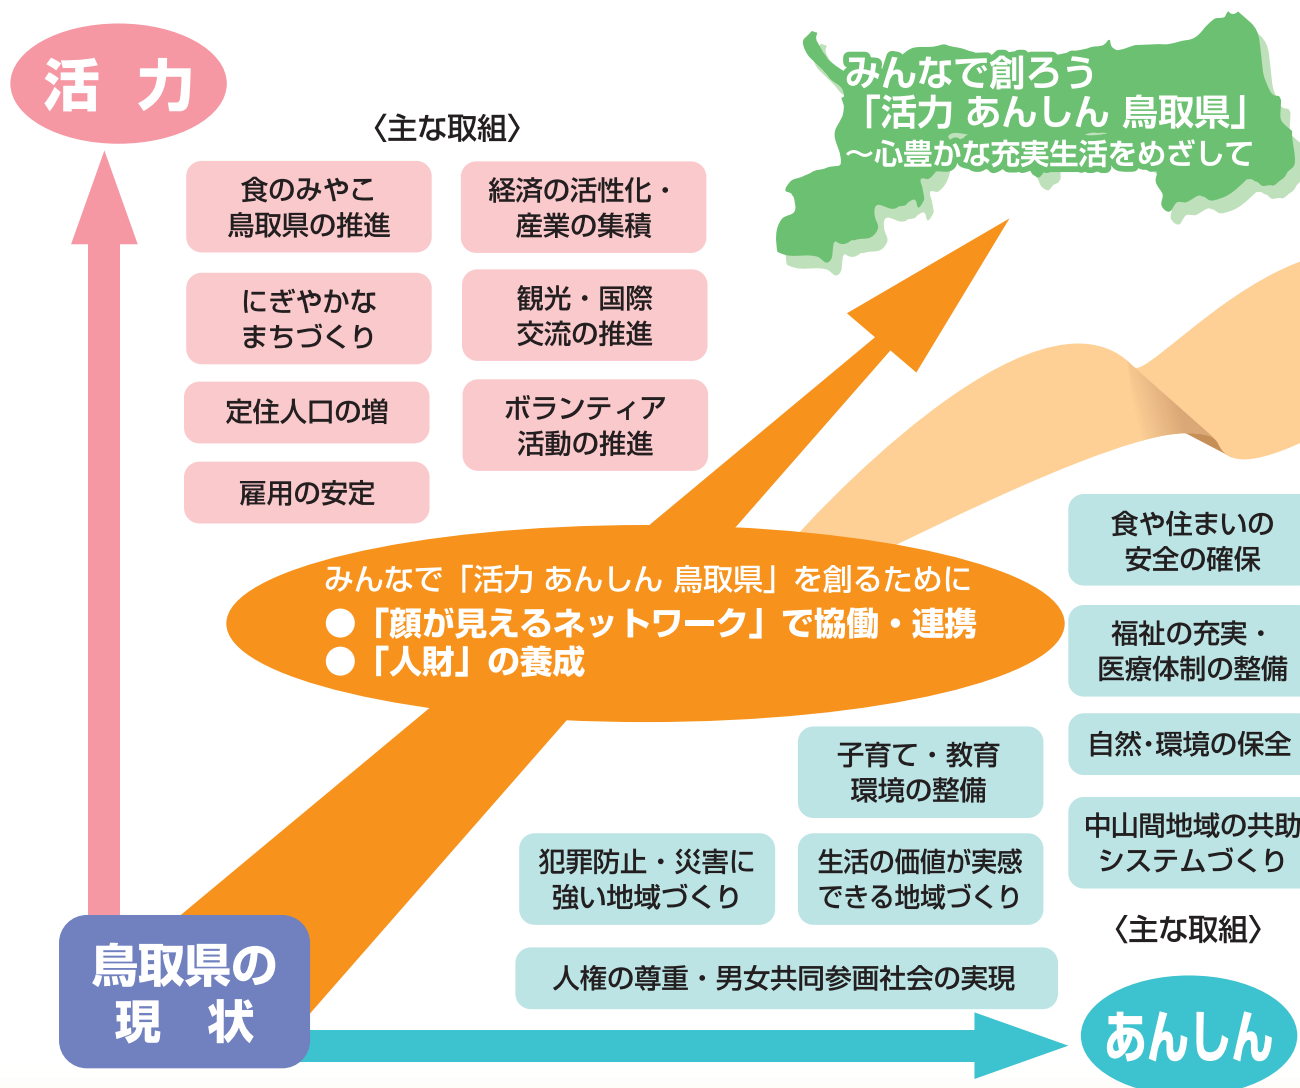 活 力
みんなで創ろう
「活力 あんしん 鳥取県」
～心豊かな充実生活をめざして
〈主な取組〉
食のみやこ
鳥取県の推進
経済の活性化・
産業の集積
にぎやかな
まちづくり
観光・国際
交流の推進
定住人口の増
ボランティア
活動の推進
雇用の安定
みんなで「活力 あんしん 鳥取県」を創るために
●「顔が見えるネットワーク」で協働・連携
●「人財」の養成
食や住まいの
安全の確保
福祉の充実・
医療体制の整備
自然・環境の保全
中山間地域の共助
システムづくり
子育て・教育
環境の整備
犯罪防止・災害に
強い地域づくり
生活の価値が実感
できる地域づくり
人権の尊重・男女共同参画社会の実現
〈主な取組〉
あんしん
鳥取県の
現 状